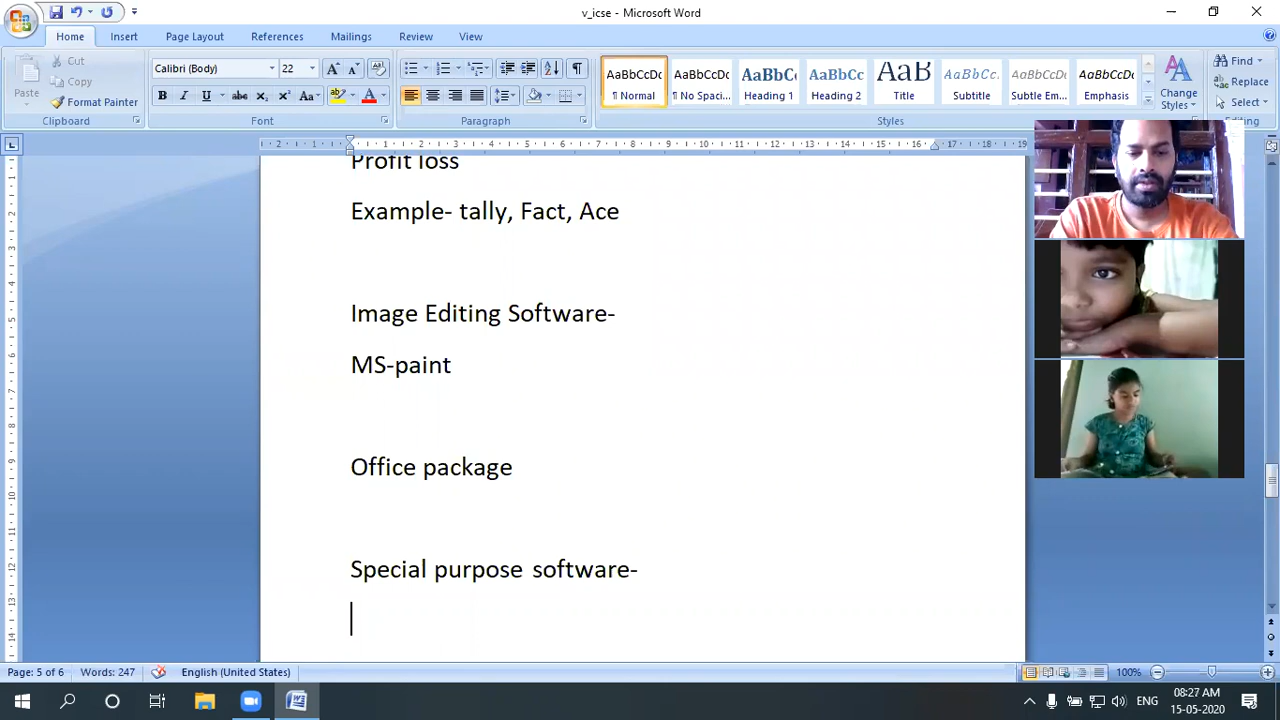 v_icse - Microsoft Word
Home Insert Page Layout References Mailings Review View
Cut
Copy
Paste
Format Painter
Clipboard
Calibri (Body) 22
Font
Paragraph
AaBbCcDc AaBbCcDc AaBbCc AaBbCc AaB AaBbCcDc AaBbCcDc AaBbCcDc
¶ Normal ¶ No Spaci... Heading 1 Heading 2 Title Subtitle Subtle Em... Emphasis
Change Styles
Styles
Find
Replace
Select
Editing
Profit loss
Example- tally, Fact, Ace
Image Editing Software-
MS-paint
Office package
Special purpose software-
Page: 5 of 6 Words: 247 English (United States) 100%
ENG 08:27 AM
15-05-2020